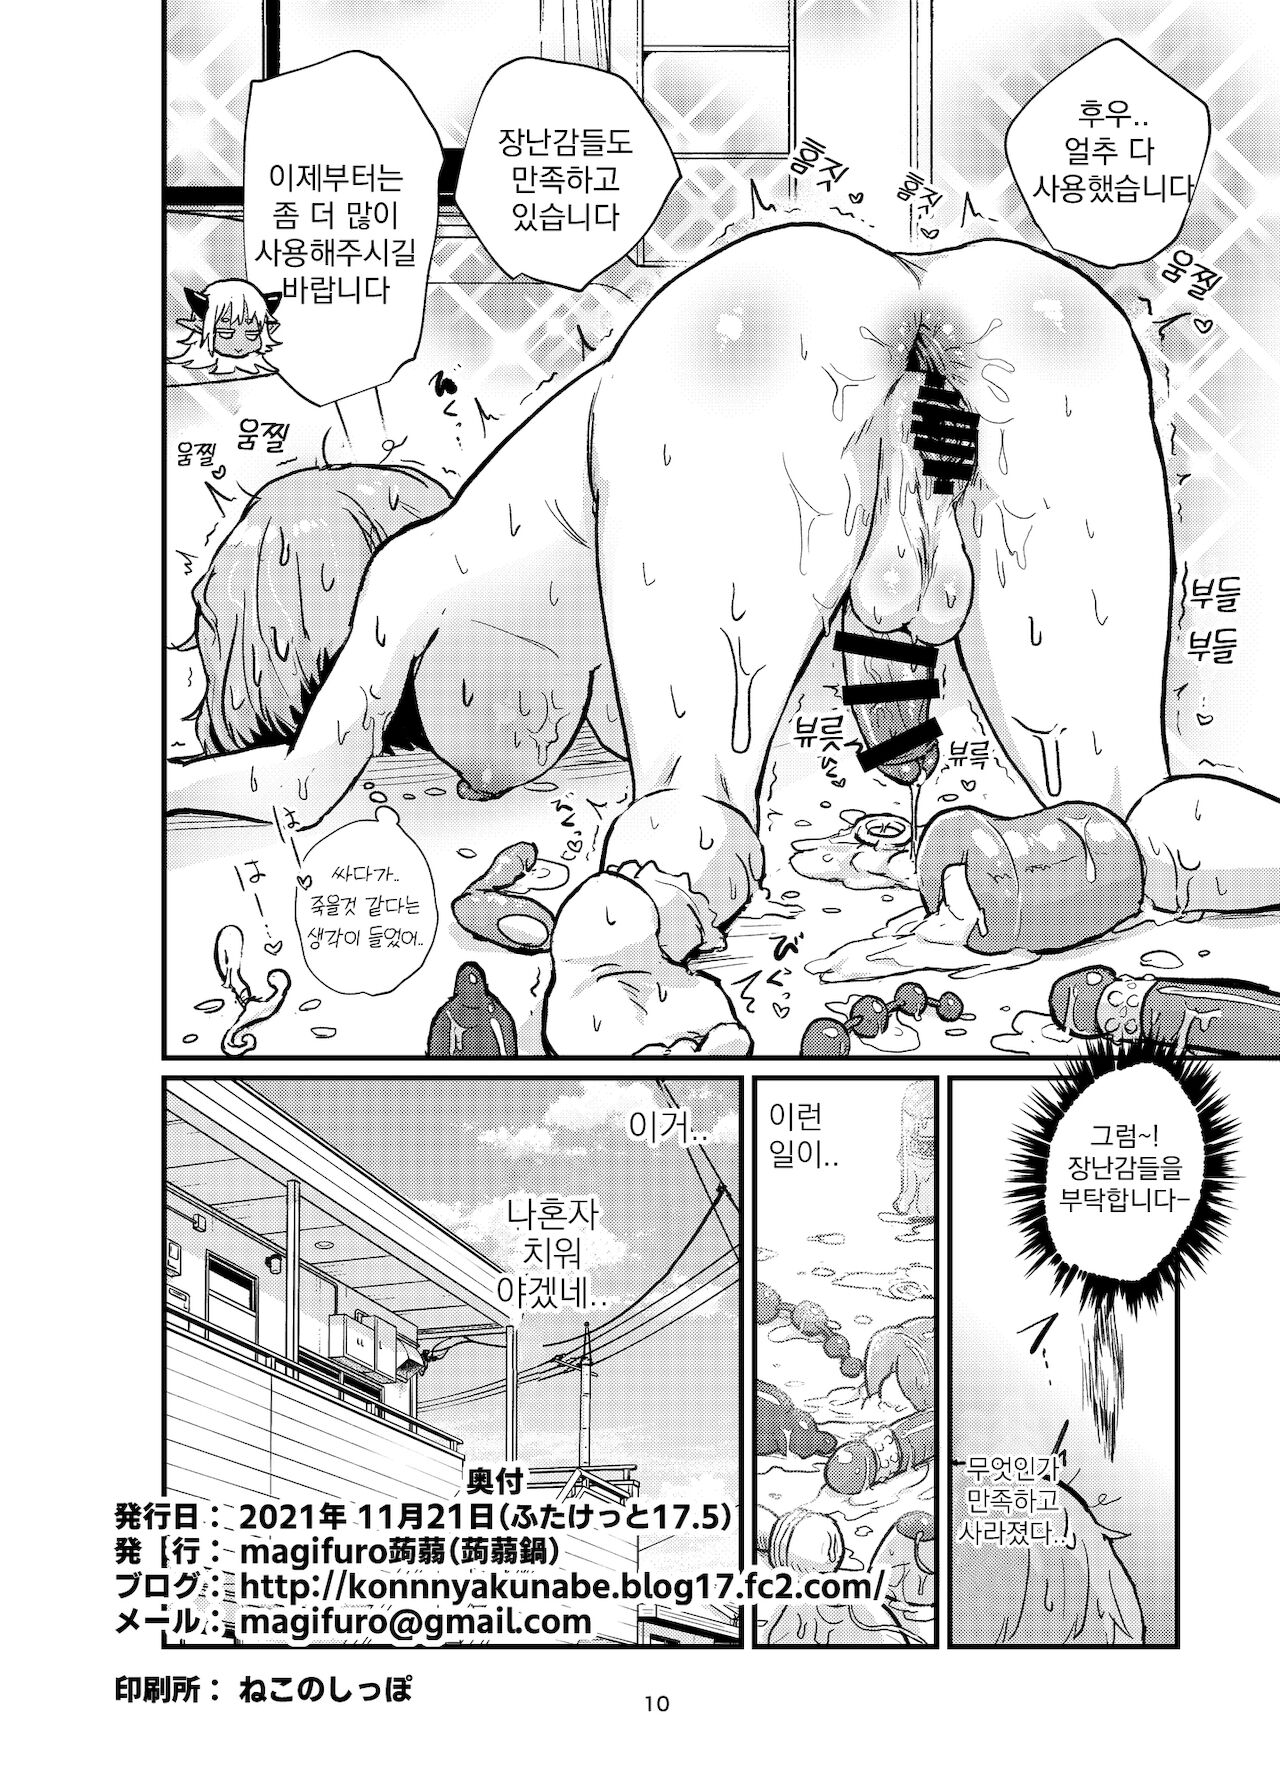 후우..
얼추 다
사용했습니다
장난감들도
만족하고
있습니다
이제부터는
좀 더 많이
사용해주시길
바랍니다
흠짓
흠짓
움찔
움찔
움찔
부들
부들
뷰릇
뷰륵
は
は
싸다가..
죽을것 같다는
생각이 들었어..
그럼~!
장난감들을
부탁합니다-
무엇인가
만족하고
사라졌다..
이런
일이..
이거..
나혼자
치워
야겠네..
奥付
発行日： 2021年 11月21日（ふたけっと17.5）
発　行： magifuro蒟蒻（蒟蒻鍋）
ブログ： http://konnnyakunabe.blog17.fc2.com/
メール： magifuro@gmail.com
印刷所： ねこのしっぽ
10